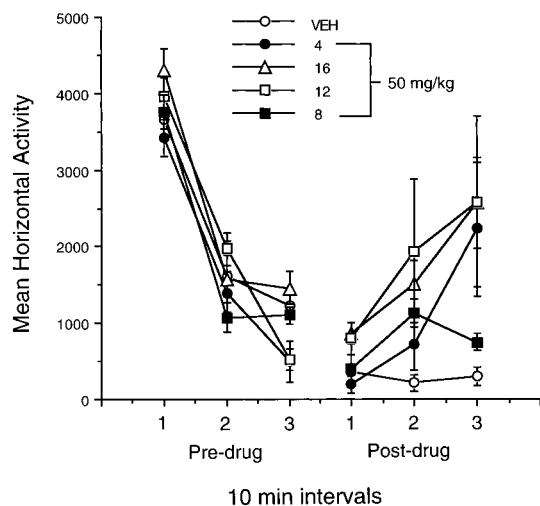 5000
4000
3000
2000
1000
0
Mean Horizontal Activity
VEH
4
16
12
8
50 mg/kg
1 2 3 1 2 3
Pre-drug Post-drug
10 min intervals